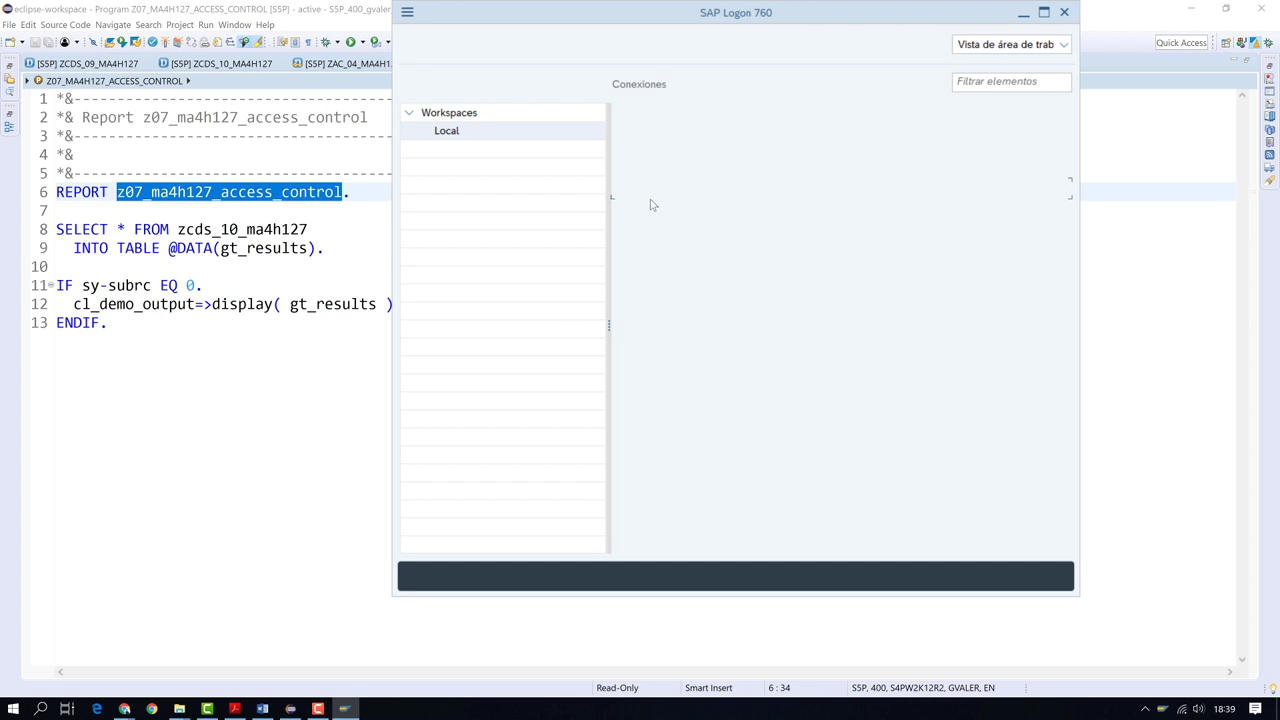 eclipse-workspace - Program Z07_MA4H127_ACCESS_CONTROL [S5P] - active - S5P_400_gvaler
SAP Logon 760
File Edit Source Code Navigate Search Project Run Window Help
Quick Access
Vista de área de trab
[S5P] ZCDS_09_MA4H127
[S5P] ZCDS_10_MA4H127
[S5P] ZAC_04_MA4H1
Z07_MA4H127_ACCESS_CONTROL
Conexiones
Filtrar elementos
Workspaces
Local
1 *&---------------------------------------
2 *& Report z07_ma4h127_access_control
3 *&---------------------------------------
4 *&
5 *&---------------------------------------
6 REPORT z07_ma4h127_access_control.
7
8 SELECT * FROM zcds_10_ma4h127
9 INTO TABLE @DATA(gt_results).
10
11 IF sy-subrc EQ 0.
12 cl_demo_output=>display( gt_results )
13 ENDIF.
Read-Only
Smart Insert
6 : 34
S5P, 400, S4PW2K12R2, GVALER, EN
18:39